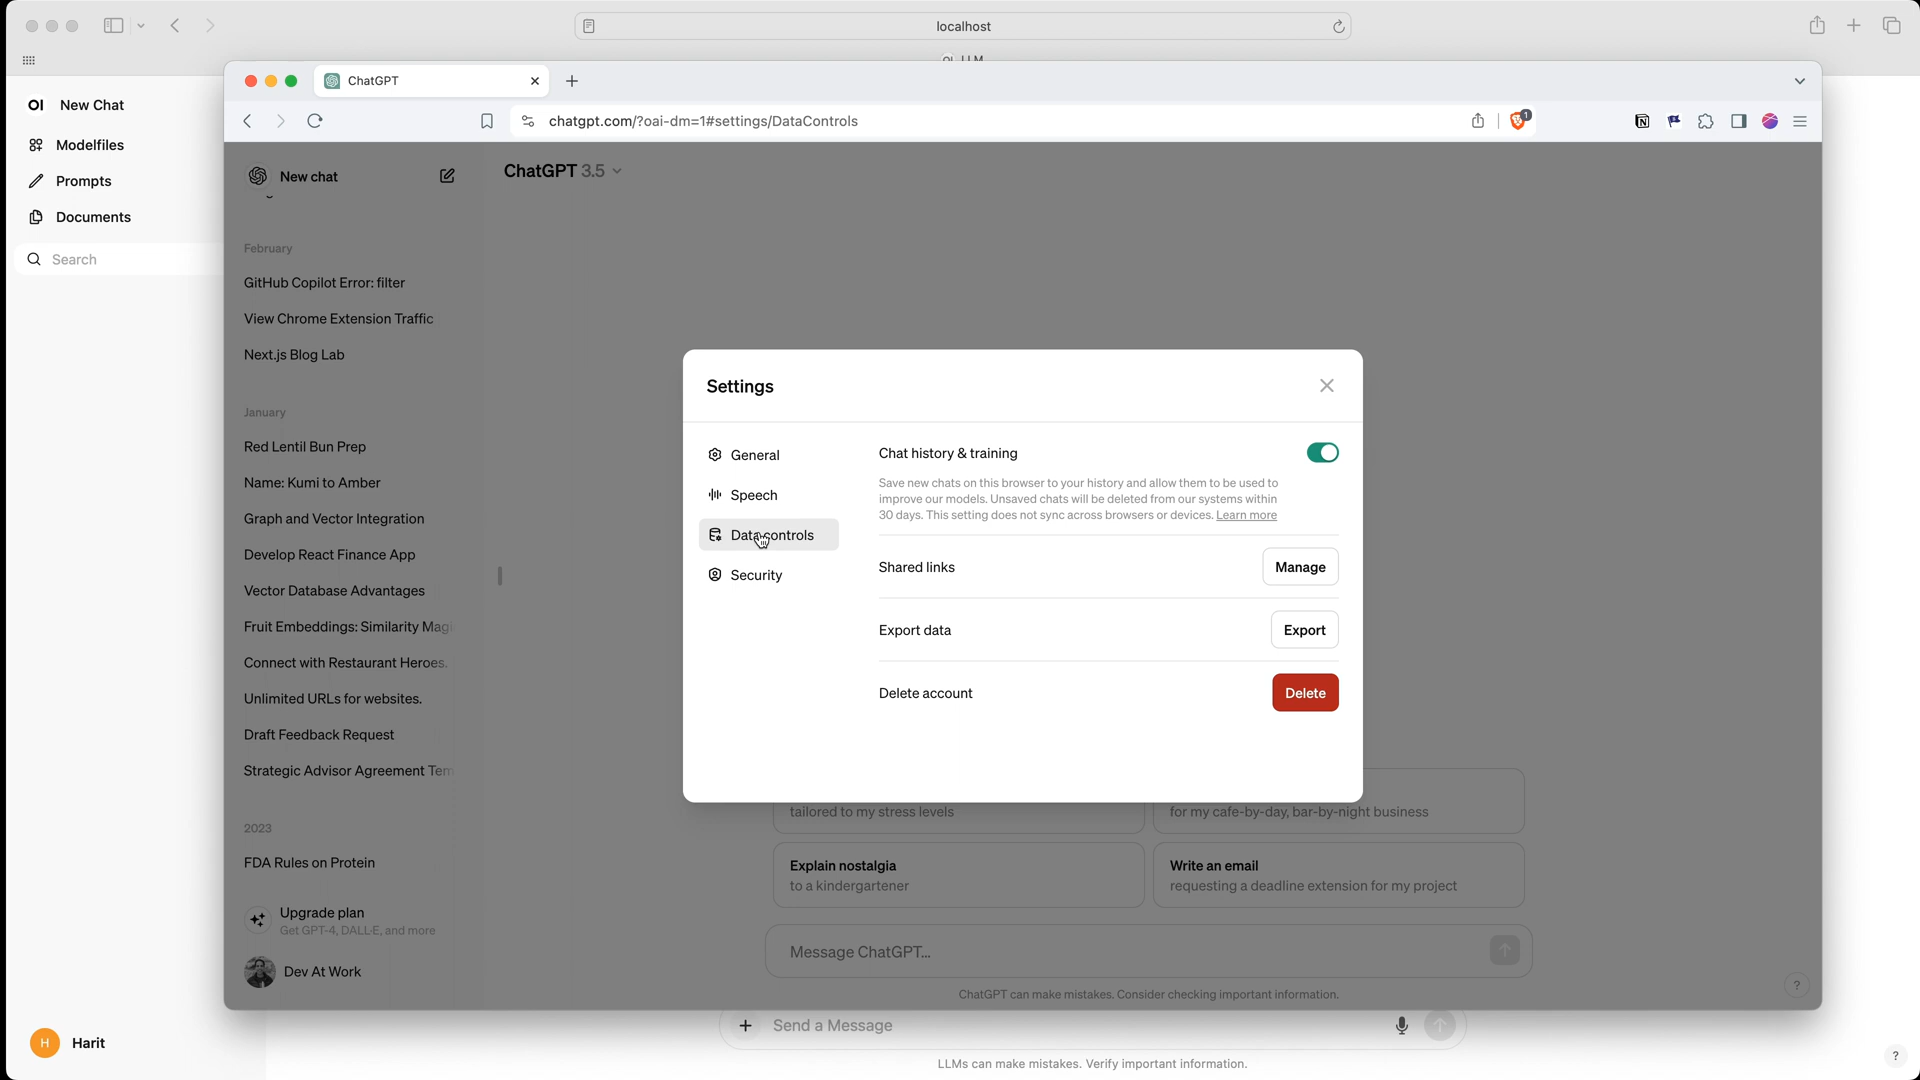 localhost
OI LLM
OI New Chat
Modelfiles
Prompts
Documents
Search
H Harit
ChatGPT
chatgpt.com/?oai-dm=1#settings/DataControls
1
New chat
February
GitHub Copilot Error: filter
View Chrome Extension Traffic
Next.js Blog Lab
January
Red Lentil Bun Prep
Name: Kumi to Amber
Graph and Vector Integration
Develop React Finance App
Vector Database Advantages
Fruit Embeddings: Similarity Magi
Connect with Restaurant Heroes.
Unlimited URLs for websites.
Draft Feedback Request
Strategic Advisor Agreement Tem
2023
FDA Rules on Protein
Upgrade plan
Get GPT-4, DALL·E, and more
Dev At Work
ChatGPT 3.5
Settings
General
Speech
Data controls
Security
Chat history & training
Save new chats on this browser to your history and allow them to be used to
improve our models. Unsaved chats will be deleted from our systems within
30 days. This setting does not sync across browsers or devices. Learn more
Shared links
Manage
Export data
Export
Delete account
Delete
tailored to my stress levels
for my cafe-by-day, bar-by-night business
Explain nostalgia
to a kindergartener
Write an email
requesting a deadline extension for my project
Message ChatGPT...
ChatGPT can make mistakes. Consider checking important information.
?
Send a Message
LLMs can make mistakes. Verify important information.
?